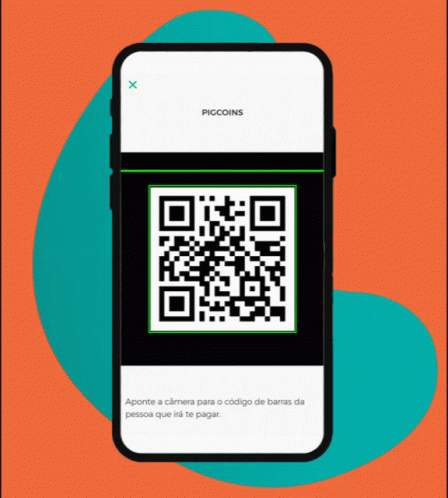 PIGCOINS
Aponte a câmera para o código de barras da
pessoa que irá te pagar.